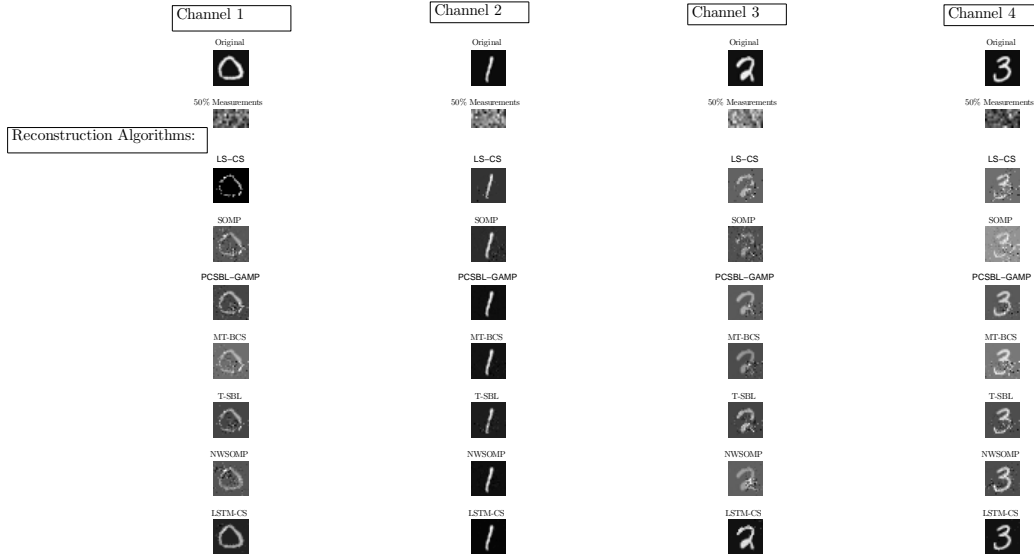 Channel 1
Channel 2
Channel 3
Channel 4
Original
Original
Original
Original
50% Measurements
50% Measurements
50% Measurements
50% Measurements
Reconstruction Algorithms:
LS-CS
LS-CS
LS-CS
LS-CS
SOMP
SOMP
SOMP
SOMP
PCSBL-GAMP
PCSBL-GAMP
PCSBL-GAMP
PCSBL-GAMP
MT-BCS
MT-BCS
MT-BCS
MT-BCS
T-SBL
T-SBL
T-SBL
T-SBL
NWSOMP
NWSOMP
NWSOMP
NWSOMP
LSTM-CS
LSTM-CS
LSTM-CS
LSTM-CS